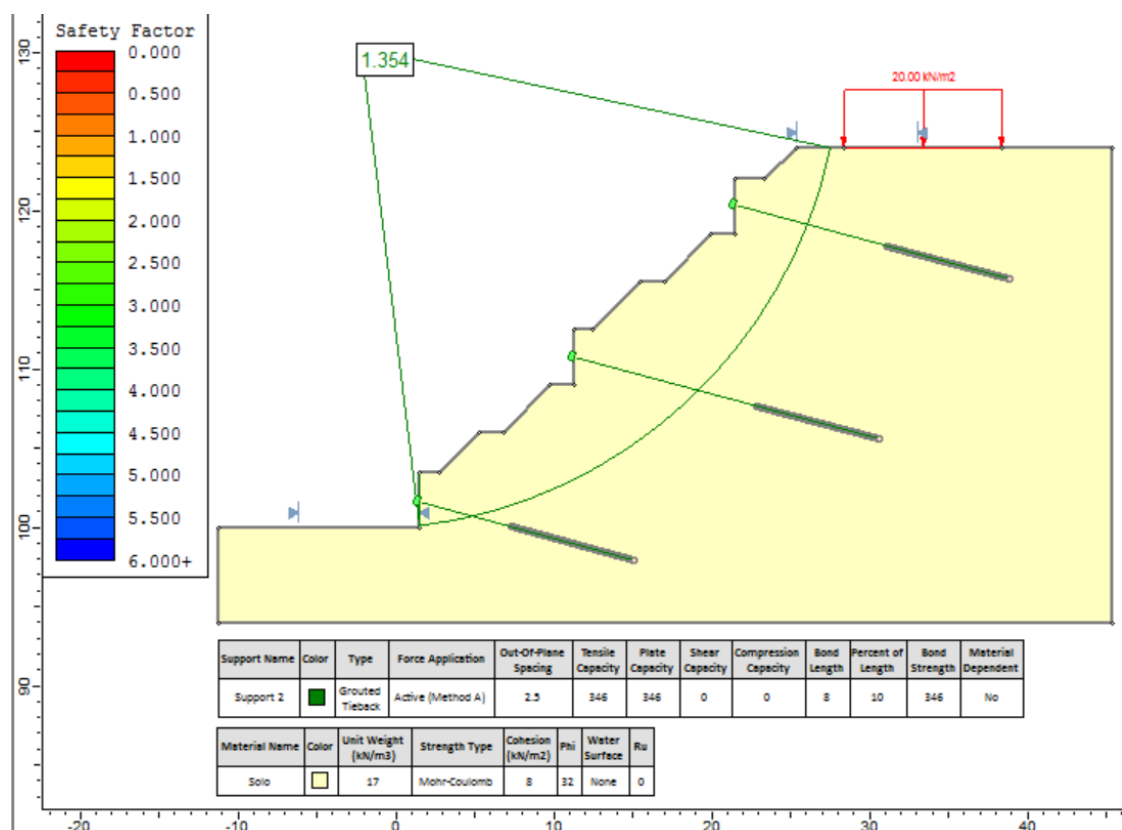 Safety Factor
0.000
0.500
1.000
1.500
2.000
2.500
3.000
3.500
4.000
4.500
5.000
5.500
6.000+
130
120
110
100
90
1.354
20.00 kN/m2
Support Name Color Type Force Application Out-Of-Plane Spacing Tensile Capacity Plate Capacity Shear Capacity Compression Capacity Bond Length Percent of Length Bond Strength Material Dependent
Support 2 Grouted Tieback Active (Method A) 2.5 346 346 0 0 8 10 346 No
Material Name Color Unit Weight (kN/m3) Strength Type Cohesion (kN/m2) Phi Water Surface Ru
Solo 17 Mohr-Coulomb 8 32 None 0
-20 -10 0 10 20 30 40